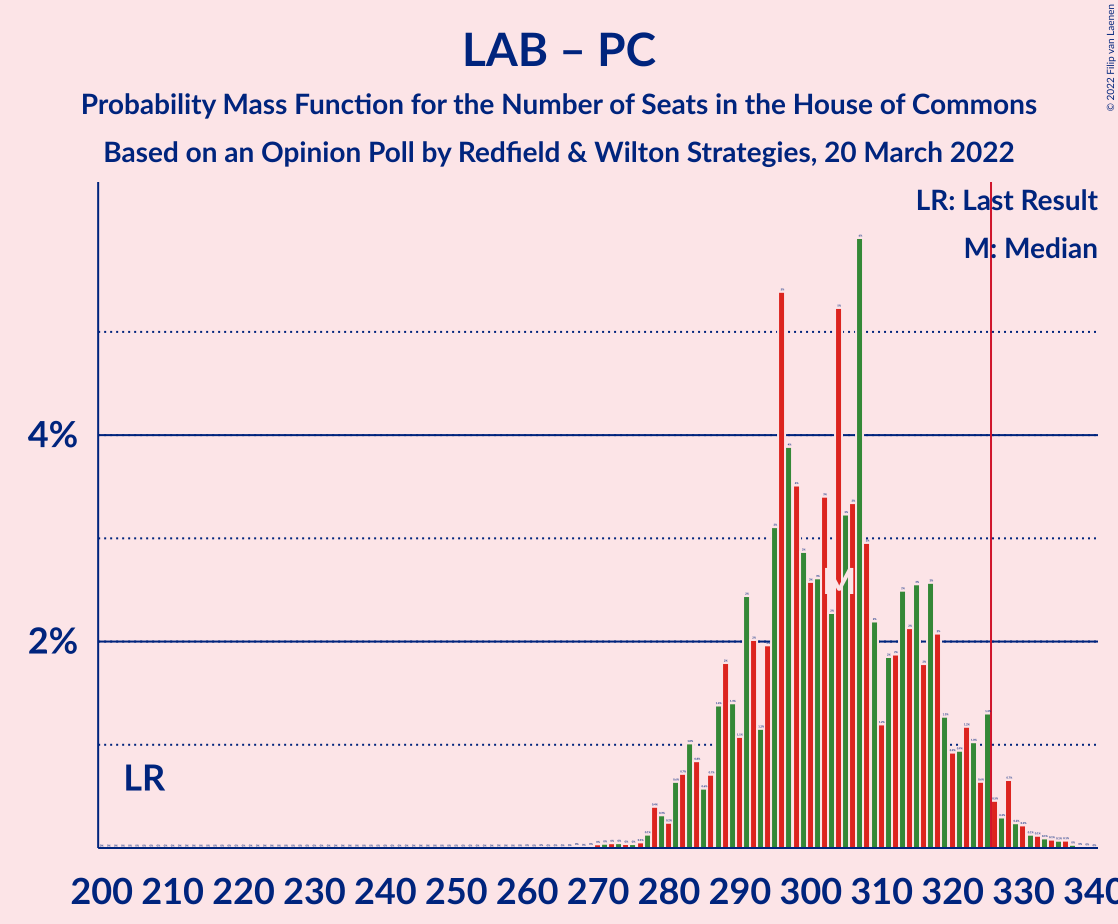 LAB – PC
Probability Mass Function for the Number of Seats in the House of Commons
Based on an Opinion Poll by Redfield & Wilton Strategies, 20 March 2022
© 2022 Filip van Laenen
LR: Last Result
M: Median
4%
2%
M
LR
200 210 220 230 240 250 260 270 280 290 300 310 320 330 340